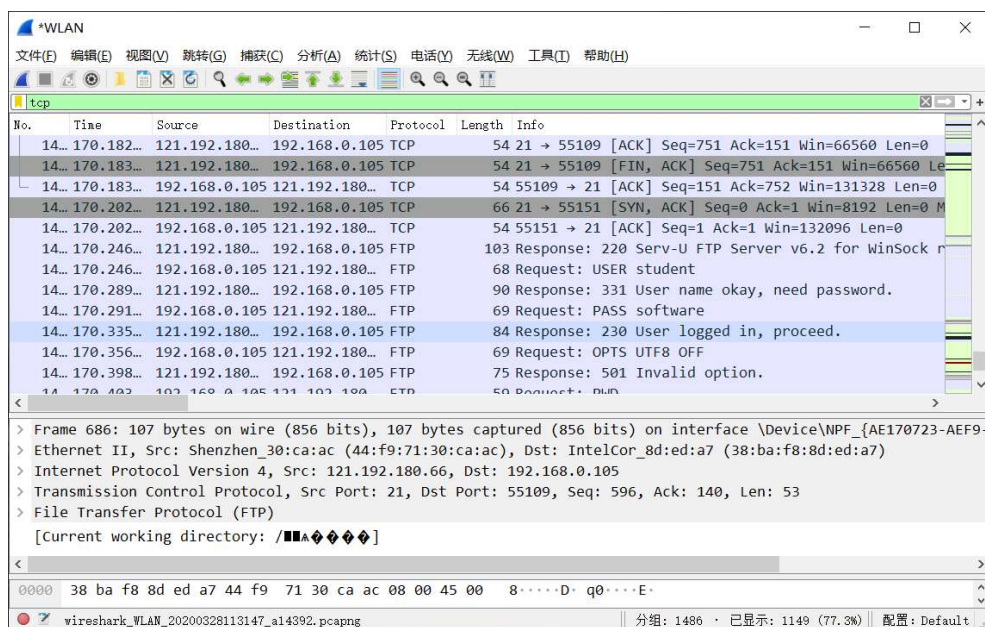 *WLAN
文件(F) 编辑(E) 视图(V) 跳转(G) 捕获(C) 分析(A) 统计(S) 电话(Y) 无线(W) 工具(T) 帮助(H)
tcp
No. Time Source Destination Protocol Length Info
14… 170.182… 121.192.180… 192.168.0.105 TCP 54 21 → 55109 [ACK] Seq=751 Ack=151 Win=66560 Len=0
14… 170.183… 121.192.180… 192.168.0.105 TCP 54 21 → 55109 [FIN, ACK] Seq=751 Ack=151 Win=66560 Le
14… 170.183… 192.168.0.105 121.192.180… TCP 54 55109 → 21 [ACK] Seq=151 Ack=752 Win=131328 Len=0
14… 170.202… 121.192.180… 192.168.0.105 TCP 66 21 → 55151 [SYN, ACK] Seq=0 Ack=1 Win=8192 Len=0 M
14… 170.202… 192.168.0.105 121.192.180… TCP 54 55151 → 21 [ACK] Seq=1 Ack=1 Win=132096 Len=0
14… 170.246… 121.192.180… 192.168.0.105 FTP 103 Response: 220 Serv-U FTP Server v6.2 for WinSock r
14… 170.246… 192.168.0.105 121.192.180… FTP 68 Request: USER student
14… 170.289… 121.192.180… 192.168.0.105 FTP 90 Response: 331 User name okay, need password.
14… 170.291… 192.168.0.105 121.192.180… FTP 69 Request: PASS software
14… 170.335… 121.192.180… 192.168.0.105 FTP 84 Response: 230 User logged in, proceed.
14… 170.356… 192.168.0.105 121.192.180… FTP 69 Request: OPTS UTF8 OFF
14… 170.398… 121.192.180… 192.168.0.105 FTP 75 Response: 501 Invalid option.
14… 170.403… 192.168.0.105 121.192.180… FTP 59 Request: PWD
> Frame 686: 107 bytes on wire (856 bits), 107 bytes captured (856 bits) on interface \Device\NPF_{AE170723-AEF9-
> Ethernet II, Src: Shenzhen_30:ca:ac (44:f9:71:30:ca:ac), Dst: IntelCor_8d:ed:a7 (38:ba:f8:8d:ed:a7)
> Internet Protocol Version 4, Src: 121.192.180.66, Dst: 192.168.0.105
> Transmission Control Protocol, Src Port: 21, Dst Port: 55109, Seq: 596, Ack: 140, Len: 53
> File Transfer Protocol (FTP)
[Current working directory: /����]
0000 38 ba f8 8d ed a7 44 f9 71 30 ca ac 08 00 45 00 8·····D· q0····E·
wireshark_WLAN_20200328113147_a14392.pcapng 分组: 1486 · 已显示: 1149 (77.3%) 配置: Default